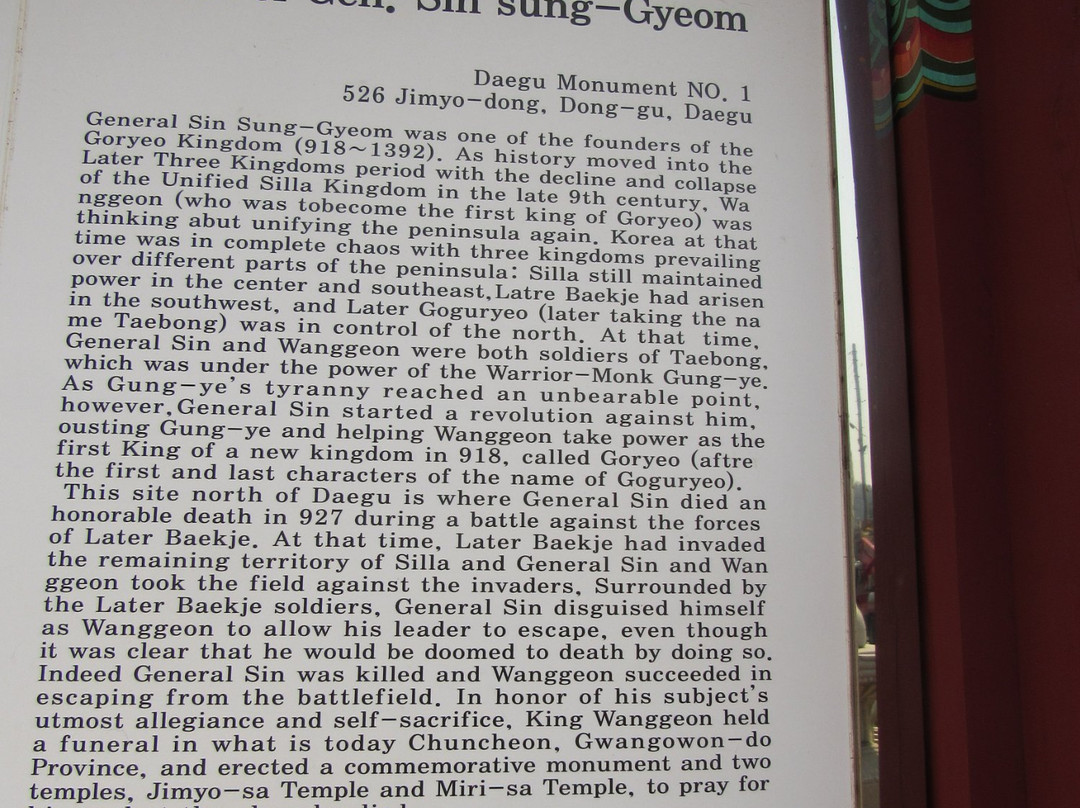 Gen. Sin sung-Gyeom
Daegu Monument NO. 1
526 Jimyo-dong, Dong-gu, Daegu
General Sin Sung-Gyeom was one of the founders of the
Goryeo Kingdom (918~1392). As history moved into the
Later Three Kingdoms period with the decline and collapse
of the Unified Silla Kingdom in the late 9th century, Wa
nggeon (who was tobecome the first king of Goryeo) was
thinking abut unifying the peninsula again. Korea at that
time was in complete chaos with three kingdoms prevailing
over different parts of the peninsula: Silla still maintained
power in the center and southeast, Latre Baekje had arisen
in the southwest, and Later Goguryeo (later taking the na
me Taebong) was in control of the north. At that time,
General Sin and Wanggeon were both soldiers of Taebong,
which was under the power of the Warrior-Monk Gung-ye.
As Gung-ye's tyranny reached an unbearable point,
however, General Sin started a revolution against him,
ousting Gung-ye and helping Wanggeon take power as the
first King of a new kingdom in 918, called Goryeo (aftre
the first and last characters of the name of Goguryeo).
This site north of Daegu is where General Sin died an
honorable death in 927 during a battle against the forces
of Later Baekje. At that time, Later Baekje had invaded
the remaining territory of Silla and General Sin and Wan
ggeon took the field against the invaders, Surrounded by
the Later Baekje soldiers, General Sin disguised himself
as Wanggeon to allow his leader to escape, even though
it was clear that he would be doomed to death by doing so.
Indeed General Sin was killed and Wanggeon succeeded in
escaping from the battlefield. In honor of his subject's
utmost allegiance and self-sacrifice, King Wanggeon held
a funeral in what is today Chuncheon, Gwangowon-do
Province, and erected a commemorative monument and two
temples, Jimyo-sa Temple and Miri-sa Temple, to pray for